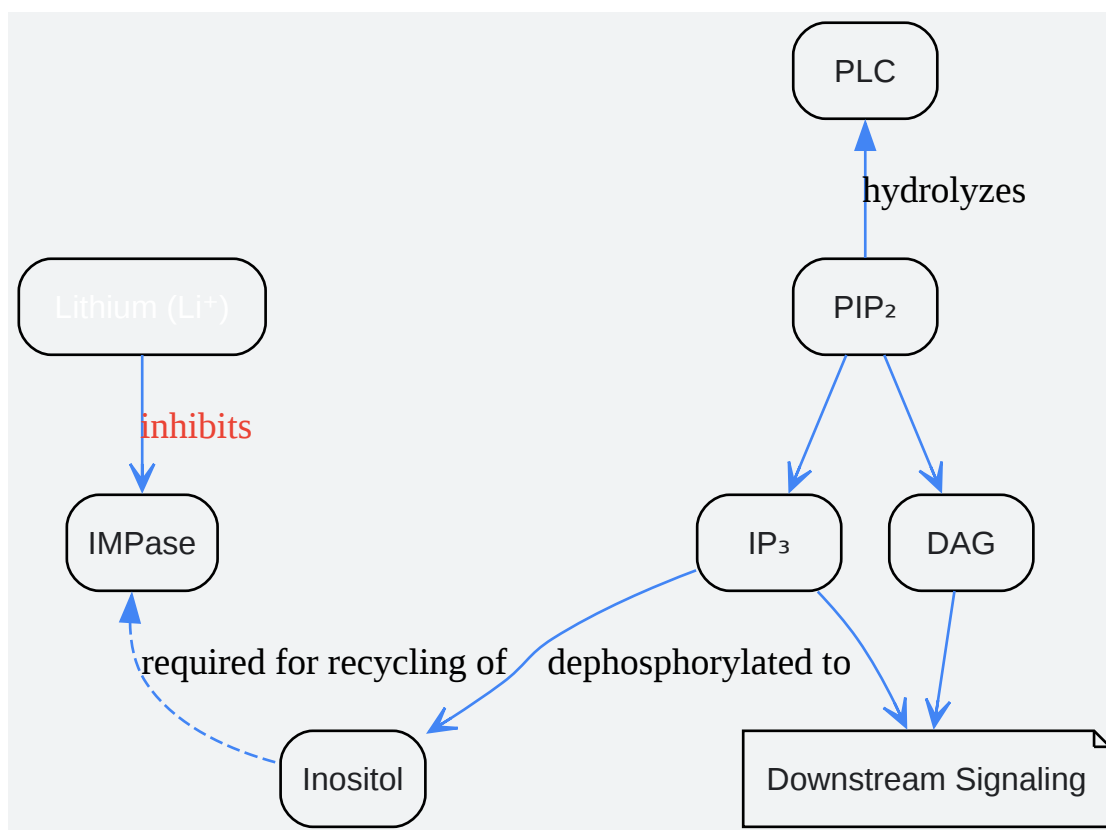 PLC
hydrolyzes
Lithium (Li⁺)
PIP₂
inhibits
IMPase
IP₃
DAG
required for recycling of
dephosphorylated to
Inositol
Downstream Signaling